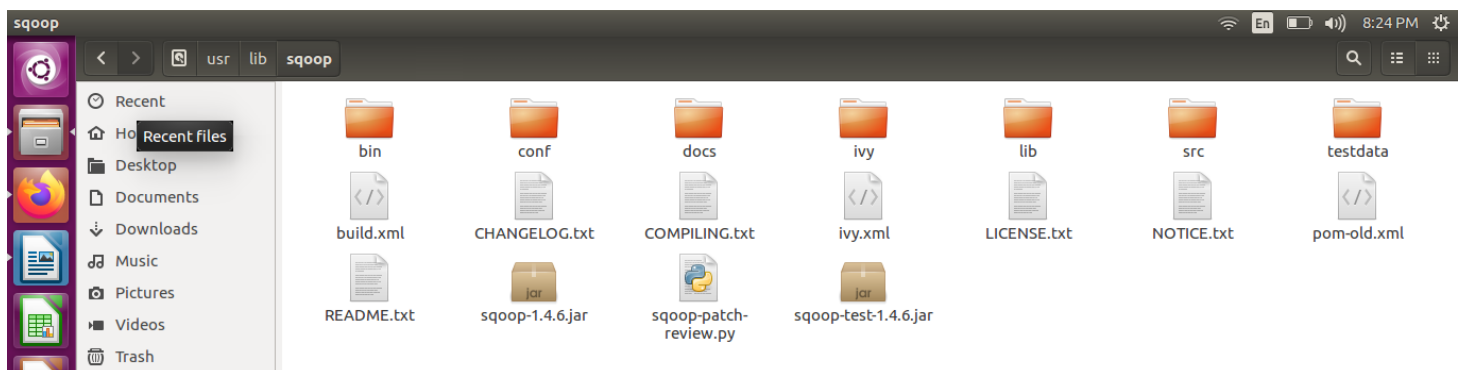 sqoop
En
8:24 PM
usr lib sqoop
Recent
Ho
Recent files
Desktop
Documents
Downloads
Music
Pictures
Videos
Trash
bin conf docs ivy lib src testdata
build.xml CHANGELOG.txt COMPILING.txt ivy.xml LICENSE.txt NOTICE.txt pom-old.xml
jar jar
README.txt sqoop-1.4.6.jar sqoop-patch- sqoop-test-1.4.6.jar
review.py